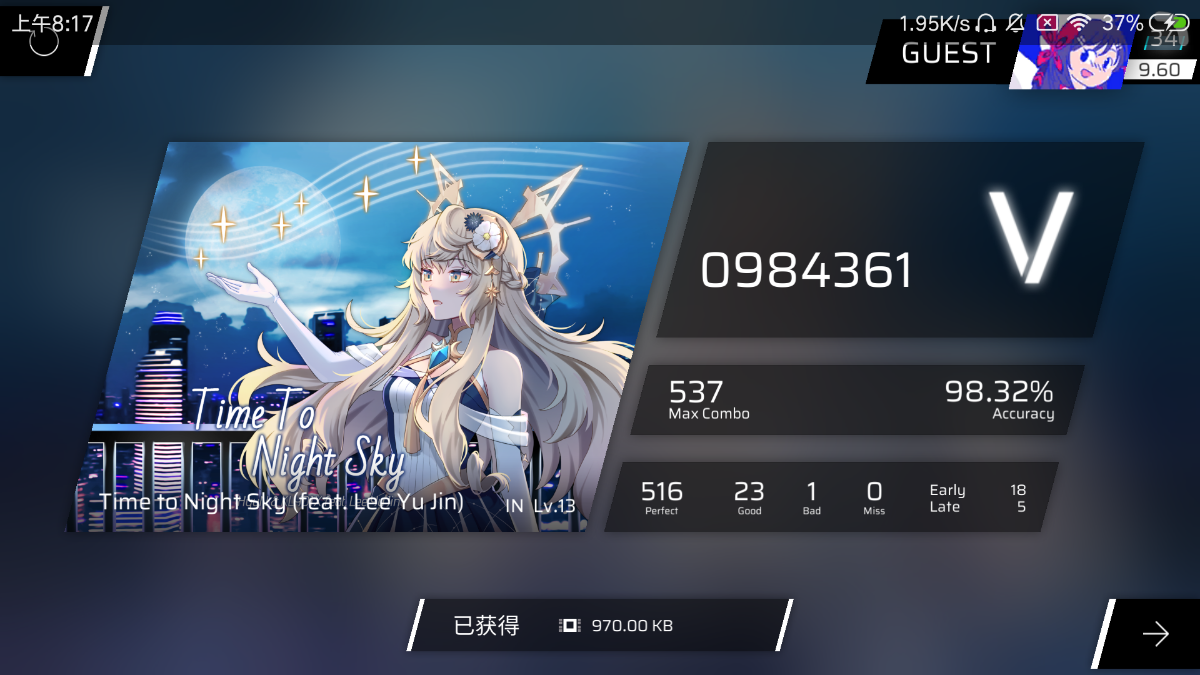 上午8:17
1.95K/s
37%
GUEST
34
9.60
Time To
Night Sky
Time to Night Sky (feat. Lee Yu Jin)
IN Lv.13
0984361
V
537
Max Combo
98.32%
Accuracy
516
Perfect
23
Good
1
Bad
0
Miss
Early 18
Late 5
已获得
970.00 KB